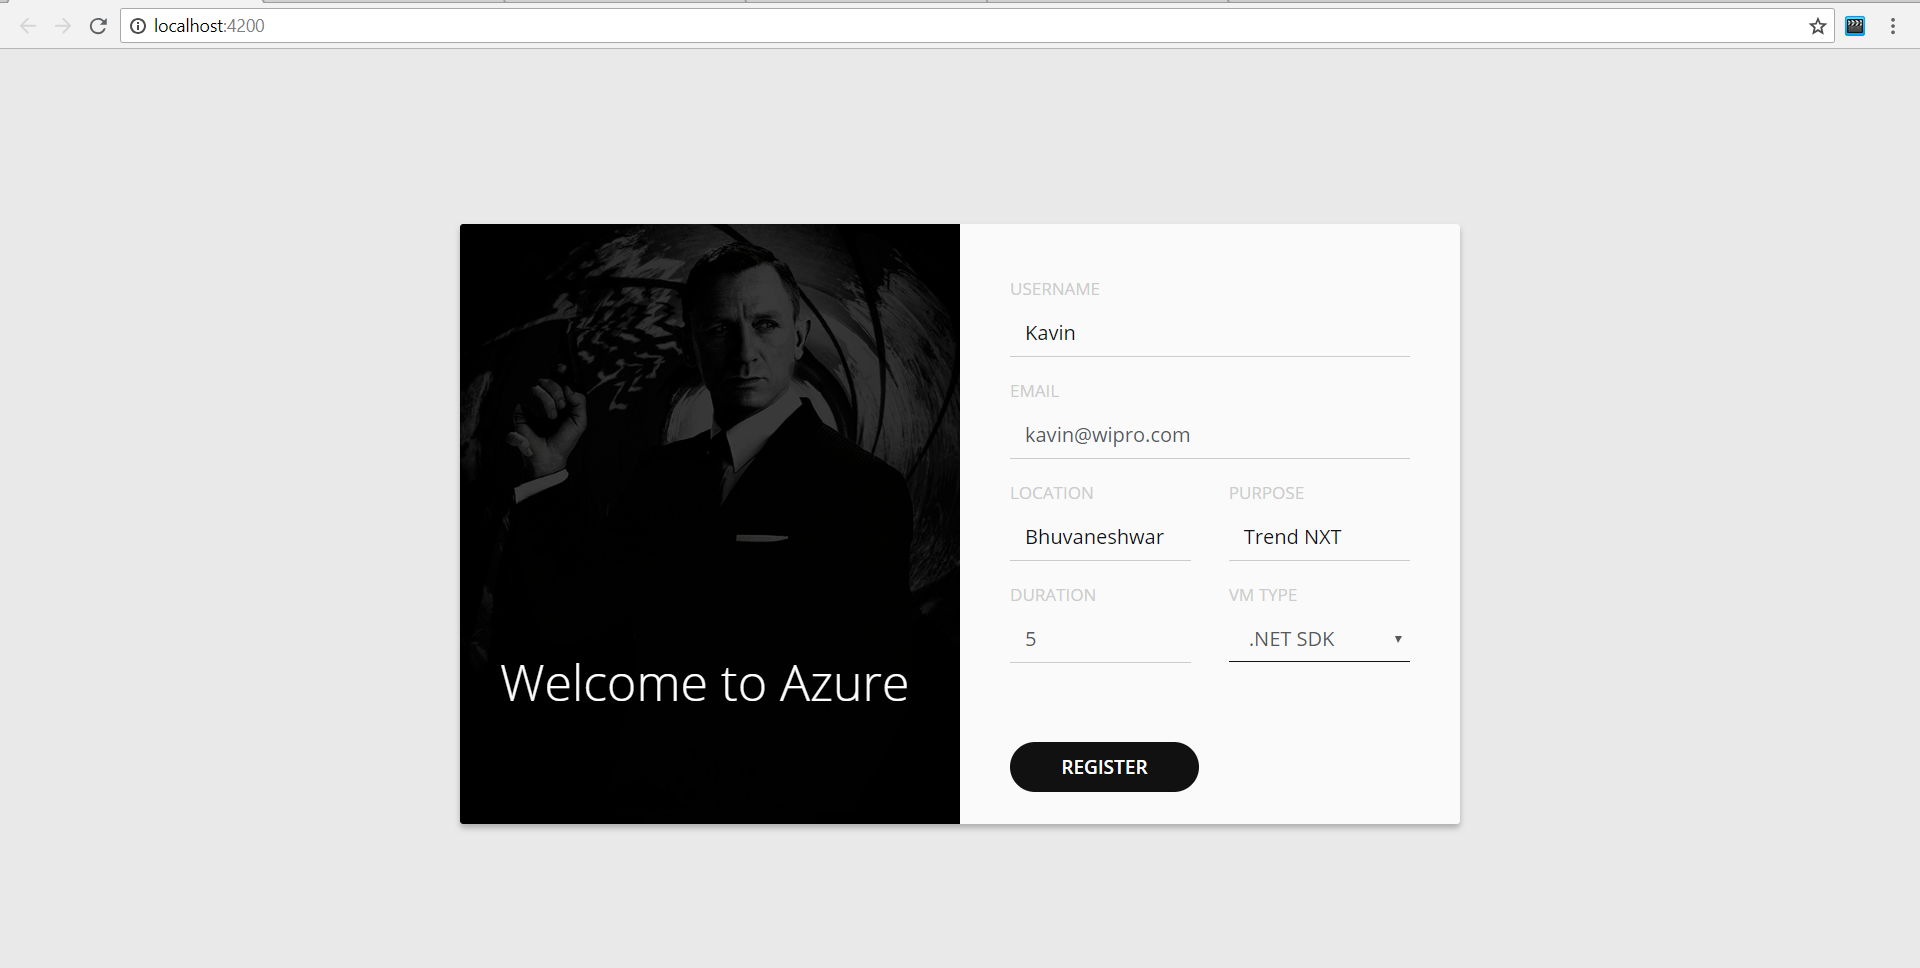 localhost:4200
USERNAME
Kavin
EMAIL
kavin@wipro.com
LOCATION PURPOSE
Bhuvaneshwar Trend NXT
DURATION VM TYPE
5 .NET SDK
Welcome to Azure
REGISTER